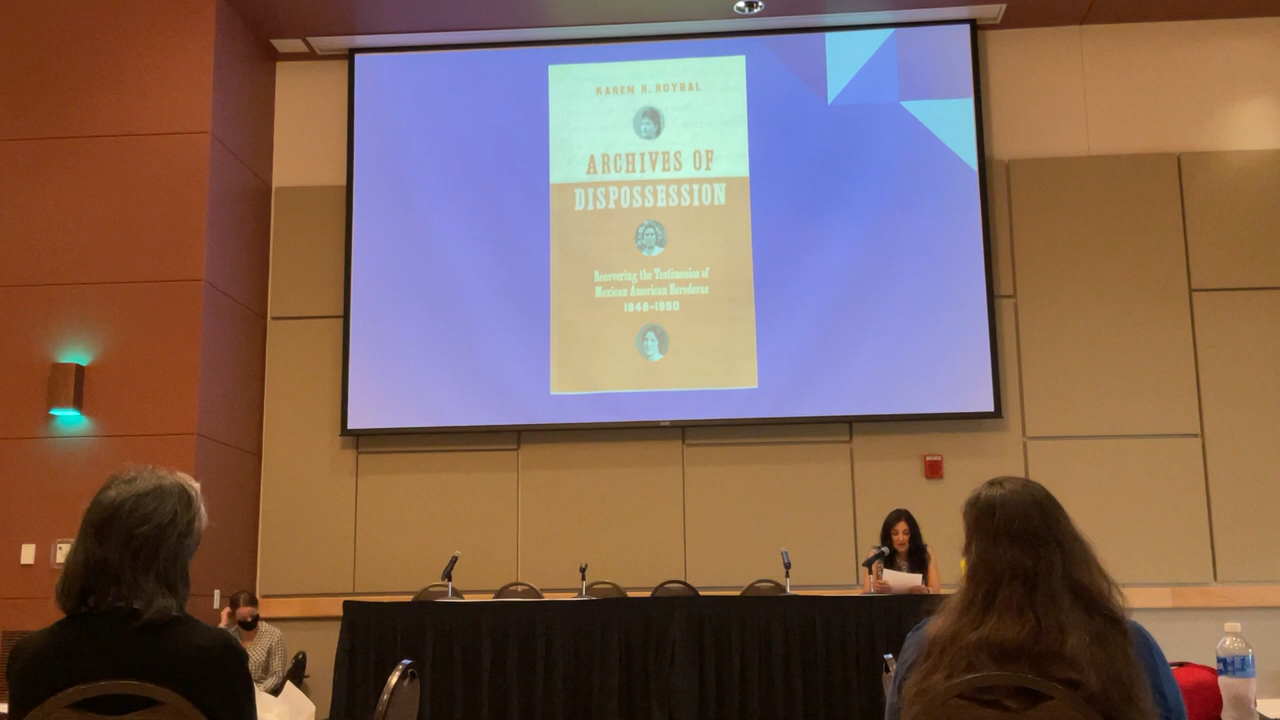 KAREN R. ROYBAL
ARCHIVES OF
DISPOSSESSION
Recovering the Testimonios of
Mexican American Herederas
1848–1960